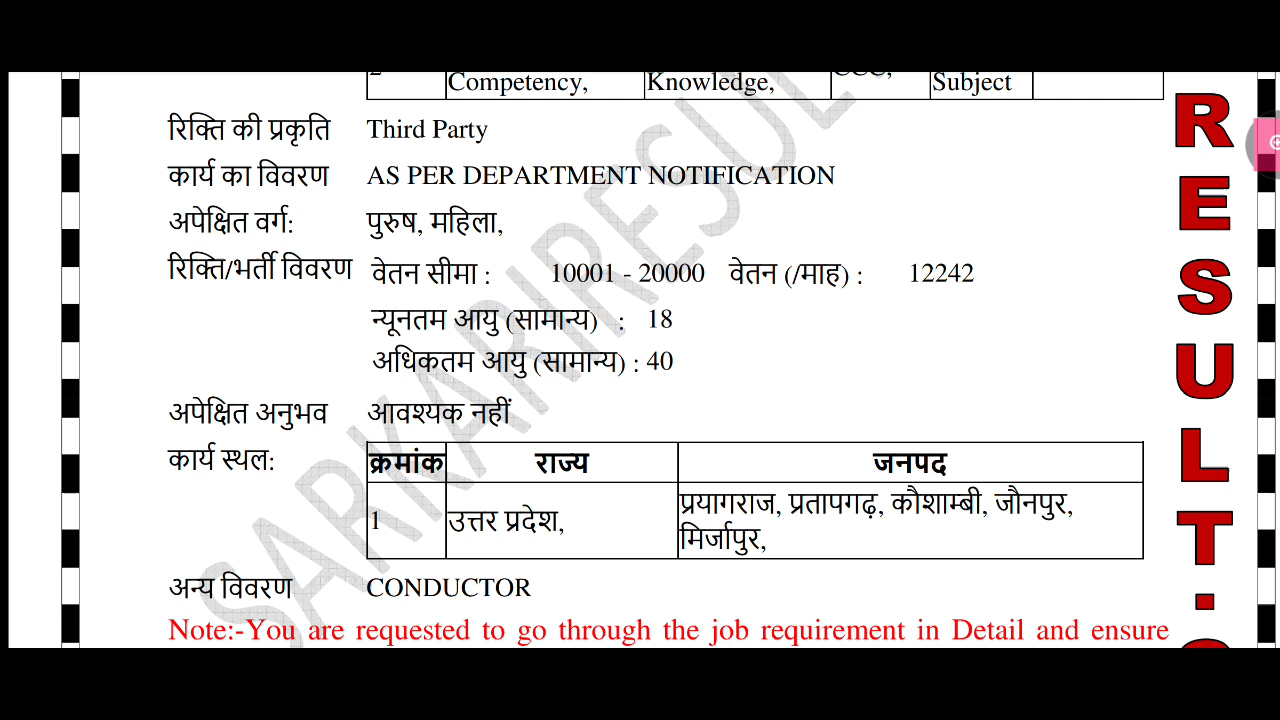 Competency, Knowledge, CCC, Subject
रिक्ति की प्रकृति Third Party
कार्य का विवरण AS PER DEPARTMENT NOTIFICATION
अपेक्षित वर्ग: पुरुष, महिला,
रिक्ति/भर्ती विवरण वेतन सीमा : 10001 - 20000 वेतन (/माह) : 12242
न्यूनतम आयु (सामान्य) : 18
अधिकतम आयु (सामान्य) : 40
अपेक्षित अनुभव आवश्यक नहीं
कार्य स्थल: क्रमांक राज्य जनपद
1 उत्तर प्रदेश, प्रयागराज, प्रतापगढ़, कौशाम्बी, जौनपुर,
मिर्जापुर,
अन्य विवरण CONDUCTOR
Note:-You are requested to go through the job requirement in Detail and ensure
SARKARIRESUL
RESULT.